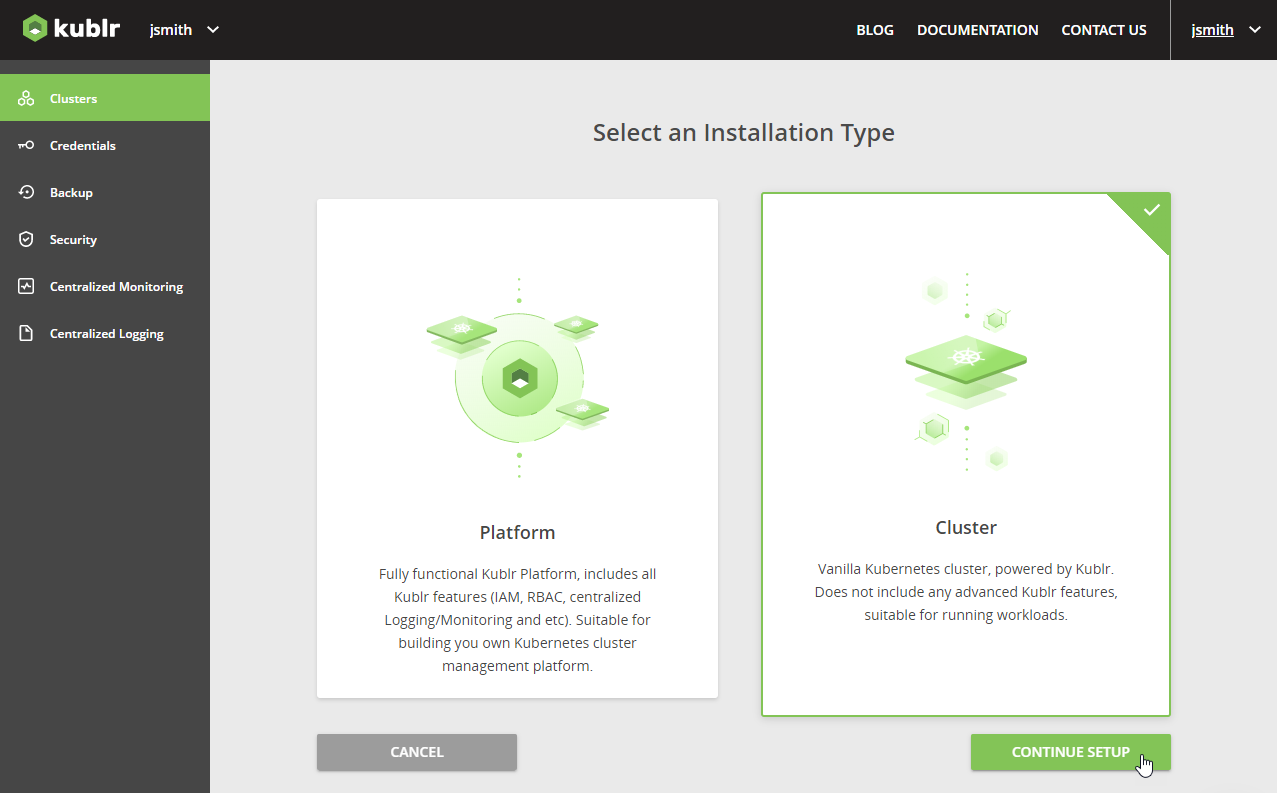 kublr jsmith BLOG DOCUMENTATION CONTACT US jsmith
Clusters
Credentials
Backup
Security
Centralized Monitoring
Centralized Logging
Select an Installation Type
Platform
Fully functional Kublr Platform, includes all
Kublr features (IAM, RBAC, centralized
Logging/Monitoring and etc). Suitable for
building you own Kubernetes cluster
management platform.
Cluster
Vanilla Kubernetes cluster, powered by Kublr.
Does not include any advanced Kublr features,
suitable for running workloads.
CANCEL
CONTINUE SETUP